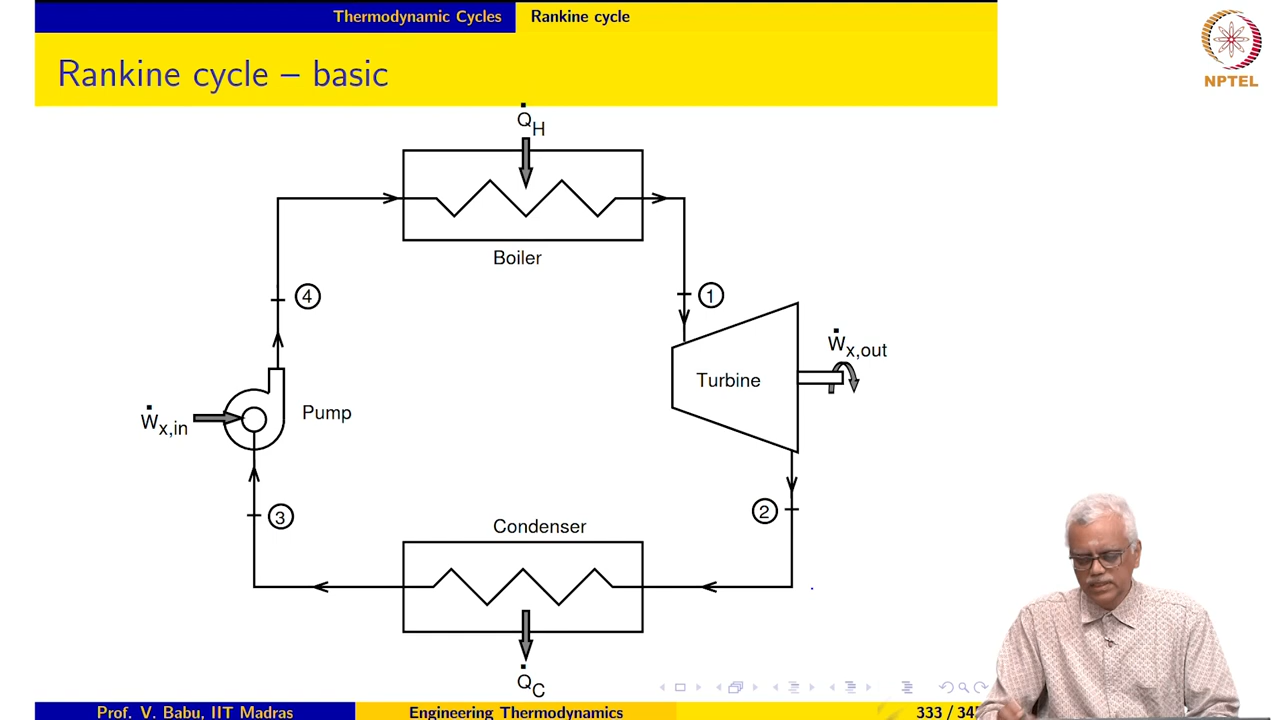 Thermodynamic Cycles Rankine cycle
NPTEL
Rankine cycle – basic
Q̇H
Boiler
4
1
Ẇx,out
Turbine
Ẇx,in
Pump
3
2
Condenser
Q̇C
Prof. V. Babu, IIT Madras Engineering Thermodynamics 333 / 34